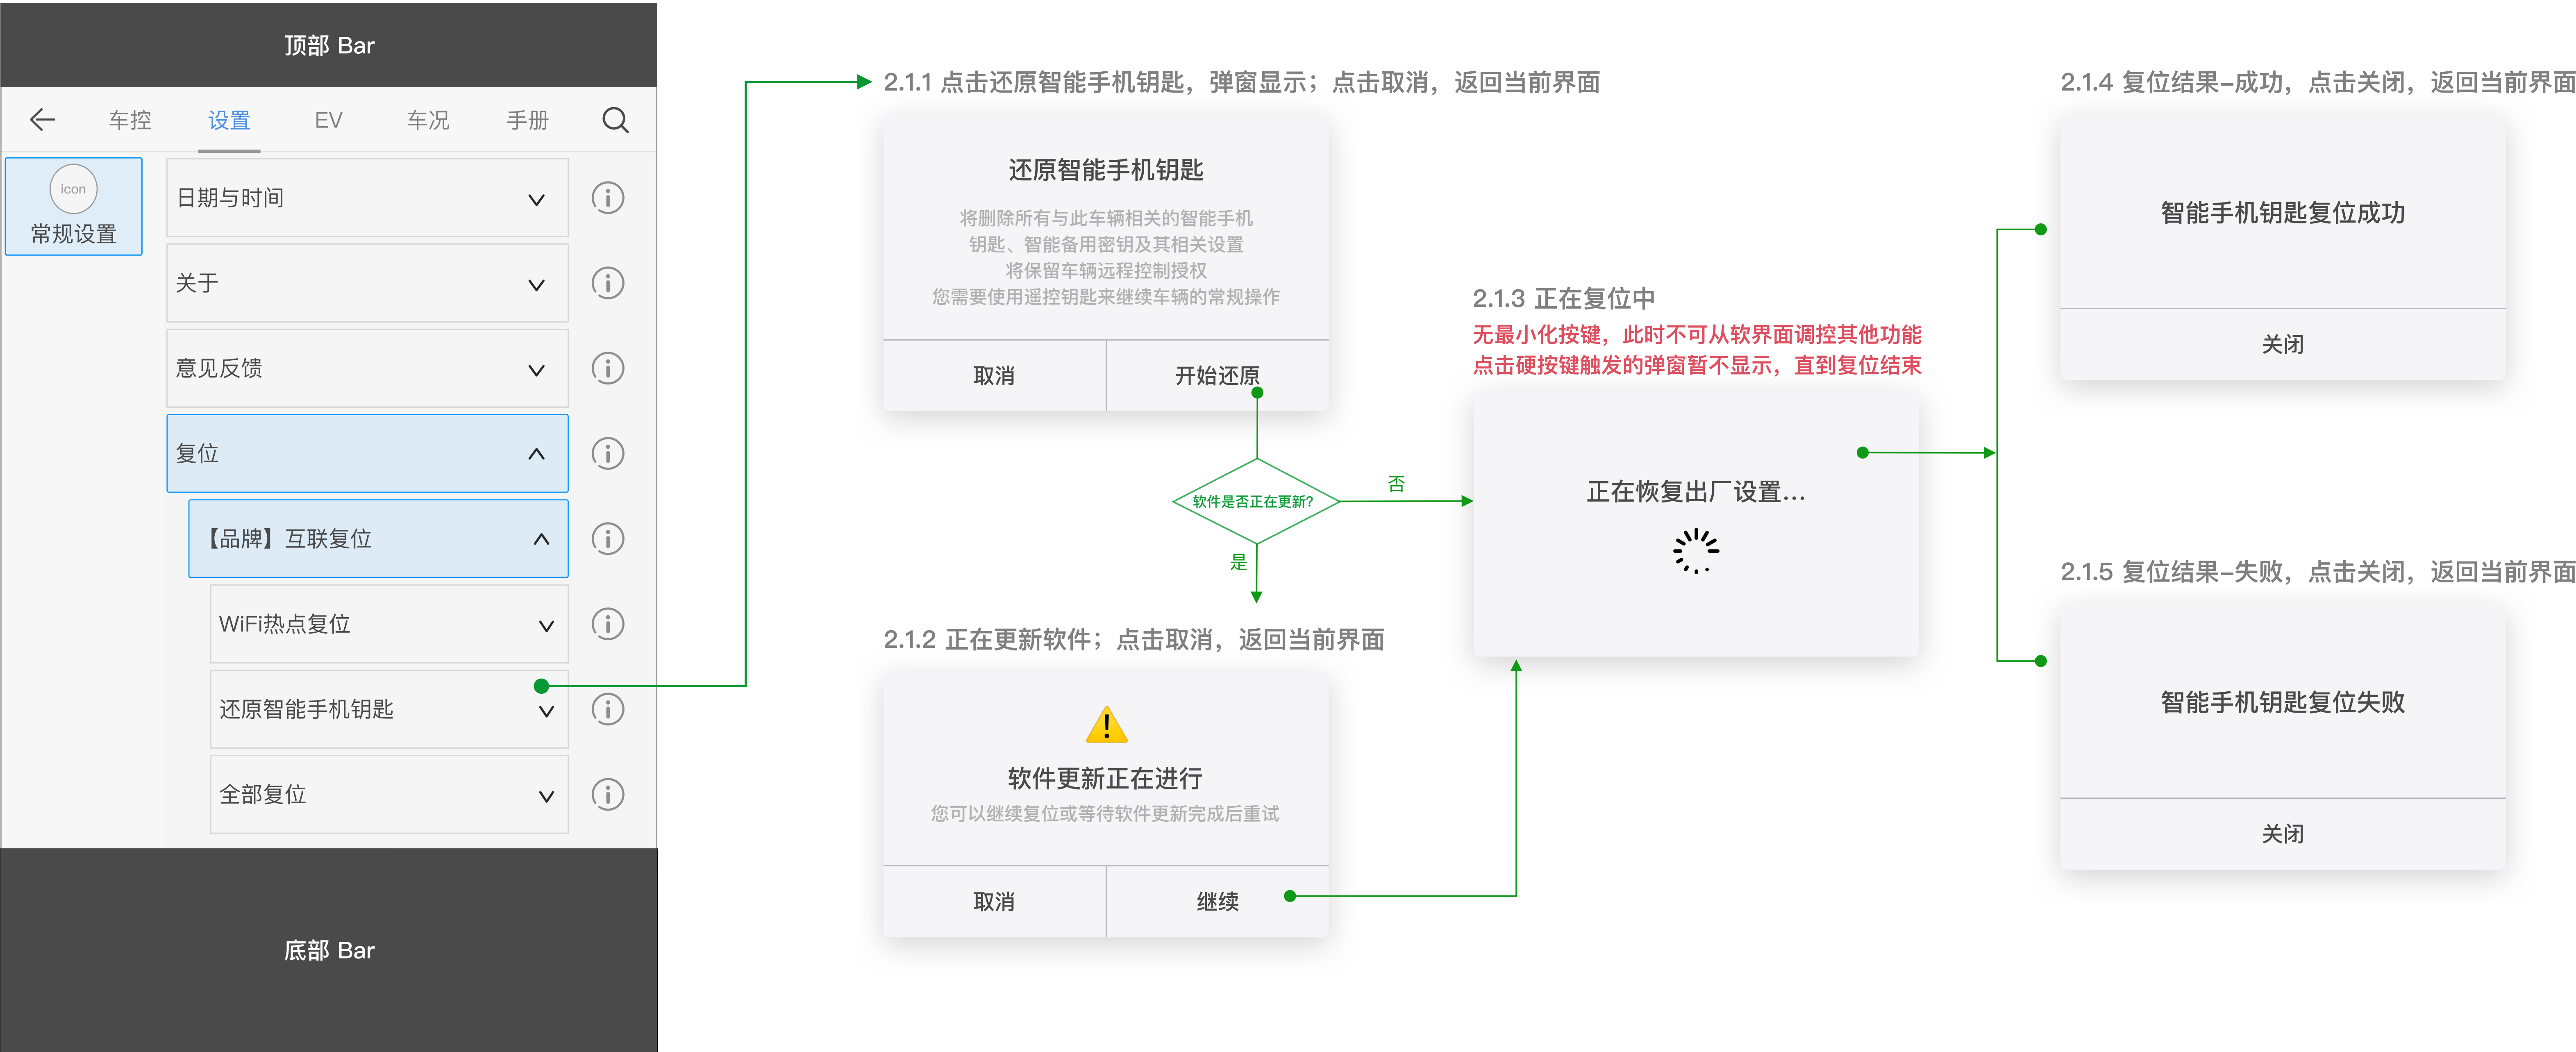 顶部 Bar
车控
设置
EV
车况
手册
icon
常规设置
日期与时间
关于
意见反馈
复位
【品牌】互联复位
WiFi热点复位
还原智能手机钥匙
全部复位
底部 Bar
2.1.1 点击还原智能手机钥匙，弹窗显示；点击取消，返回当前界面
还原智能手机钥匙
将删除所有与此车辆相关的智能手机
钥匙、智能备用密钥及其相关设置
将保留车辆远程控制授权
您需要使用遥控钥匙来继续车辆的常规操作
取消
开始还原
软件是否正在更新?
否
是
2.1.2 正在更新软件；点击取消，返回当前界面
软件更新正在进行
您可以继续复位或等待软件更新完成后重试
取消
继续
2.1.3 正在复位中
无最小化按键，此时不可从软界面调控其他功能
点击硬按键触发的弹窗暂不显示，直到复位结束
正在恢复出厂设置...
2.1.4 复位结果–成功，点击关闭，返回当前界面
智能手机钥匙复位成功
关闭
2.1.5 复位结果–失败，点击关闭，返回当前界面
智能手机钥匙复位失败
关闭